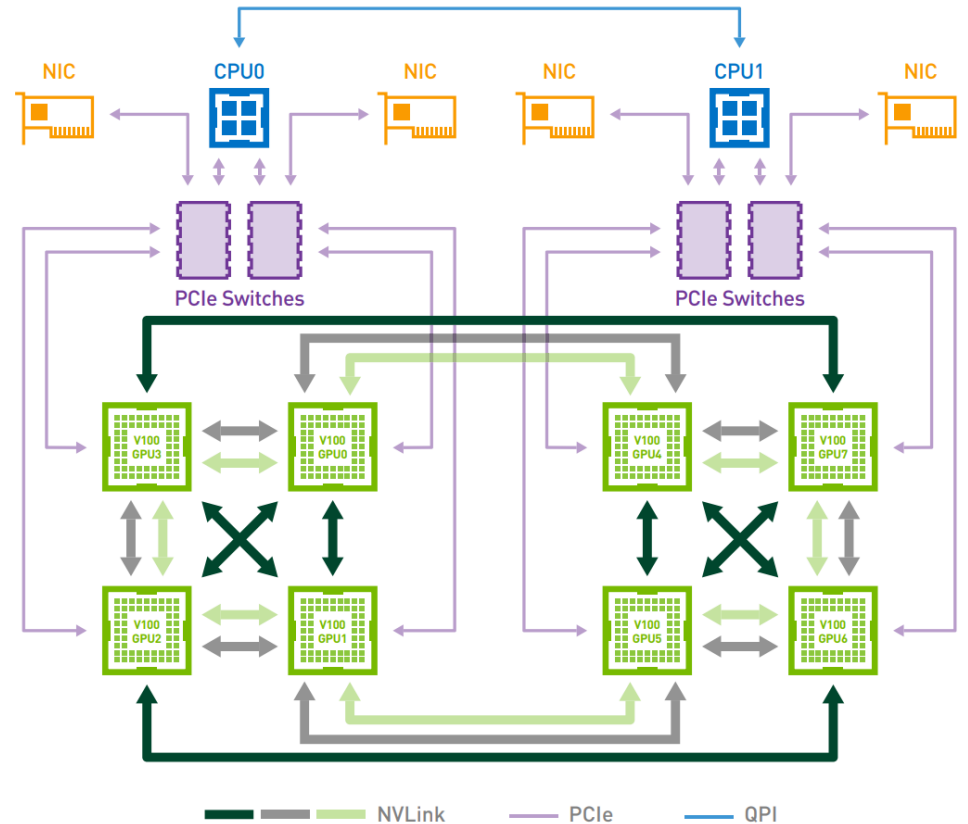 NIC
CPU0
NIC
NIC
CPU1
NIC
PCIe Switches
PCIe Switches
V100
GPU3
V100
GPU0
V100
GPU4
V100
GPU7
V100
GPU2
V100
GPU1
V100
GPU5
V100
GPU6
NVLink
PCIe
QPI